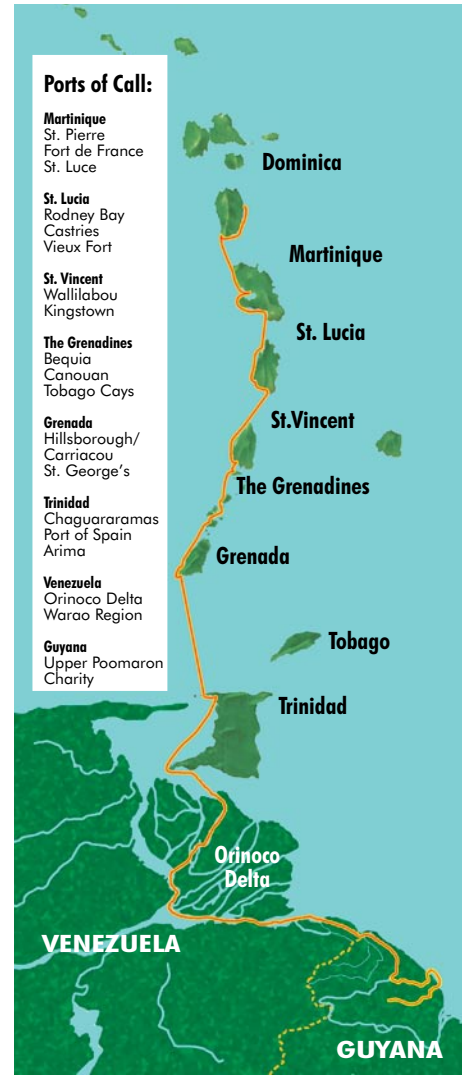 Ports of Call:
Martinique
St. Pierre
Fort de France
St. Luce
St. Lucia
Rodney Bay
Castries
Vieux Fort
St. Vincent
Wallilabou
Kingstown
The Grenadines
Bequia
Canouan
Tobago Cays
Grenada
Hillsborough/
Carriacou
St. George's
Trinidad
Chaguararamas
Port of Spain
Arima
Venezuela
Orinoco Delta
Warao Region
Guyana
Upper Poomaron
Charity
Dominica
Martinique
St. Lucia
St.Vincent
The Grenadines
Grenada
Tobago
Trinidad
Orinoco
Delta
VENEZUELA
GUYANA